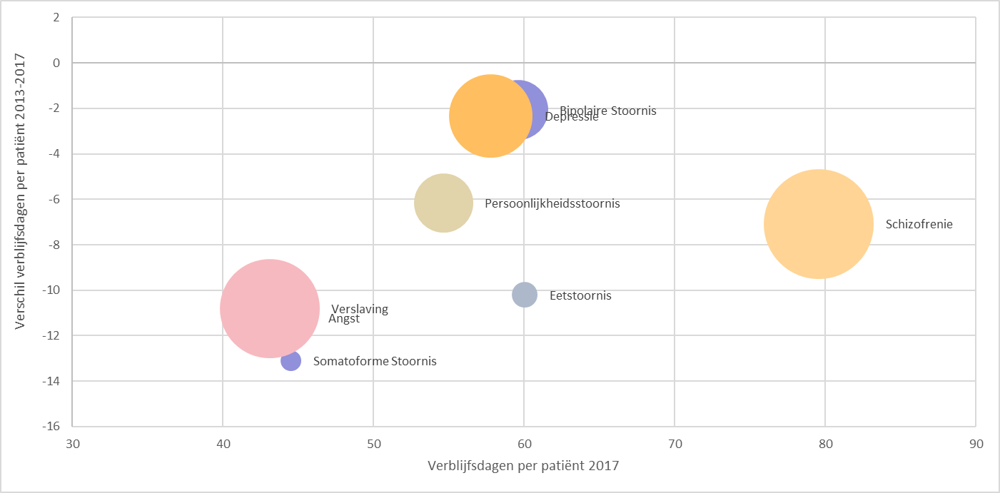 2
0
-2
-4
-6
-8
-10
-12
-14
-16
Verschil verblijfsdagen per patiënt 2013-2017
Bipolaire Stoornis
Depressie
Persoonlijkheidsstoornis
Schizofrenie
Eetstoornis
Verslaving
Angst
Somatoforme Stoornis
30 40 50 60 70 80 90
Verblijfsdagen per patiënt 2017